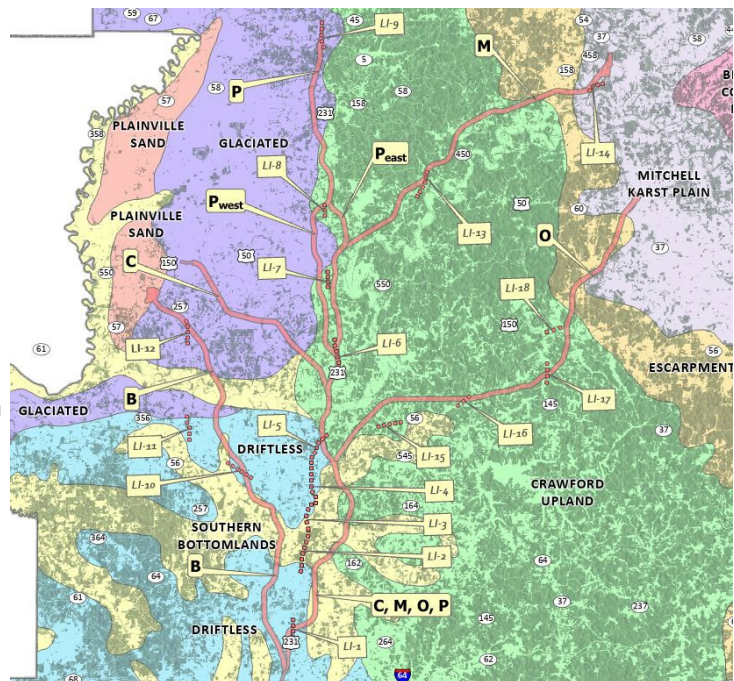 59
67
45
LI-9
54
37
M
58
44
458
5
P
158
58
158
57
58
231
PLAINVILLE
SAND
358
GLACIATED
LI-8
P east
450
LI-14
MITCHELL
KARST PLAIN
P west
50
60
LI-13
PLAINVILLE
SAND
O
C
150
50
LI-7
37
550
550
LI-18
257
150
57
LI-12
LI-6
61
231
56
ESCARPMENT
B
LI-17
GLACIATED
356
145
LI-5
56
LI-16
37
LI-11
DRIFTLESS
545
LI-15
56
LI-10
CRAWFORD
UPLAND
LI-4
257
164
SOUTHERN
BOTTOMLANDS
LI-3
364
LI-2
64
B
162
64
61
C, M, O, P
37
237
145
DRIFTLESS
231
LI-1
264
62
68
64